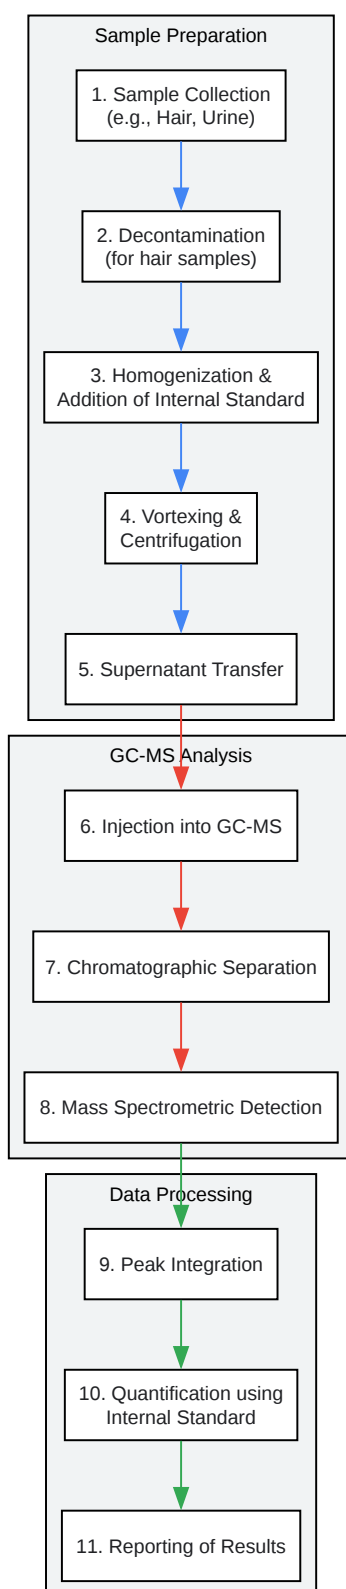 Sample Preparation
1. Sample Collection
(e.g., Hair, Urine)
2. Decontamination
(for hair samples)
3. Homogenization &
Addition of Internal Standard
4. Vortexing &
Centrifugation
5. Supernatant Transfer
GC-MS Analysis
6. Injection into GC-MS
7. Chromatographic Separation
8. Mass Spectrometric Detection
Data Processing
9. Peak Integration
10. Quantification using
Internal Standard
11. Reporting of Results